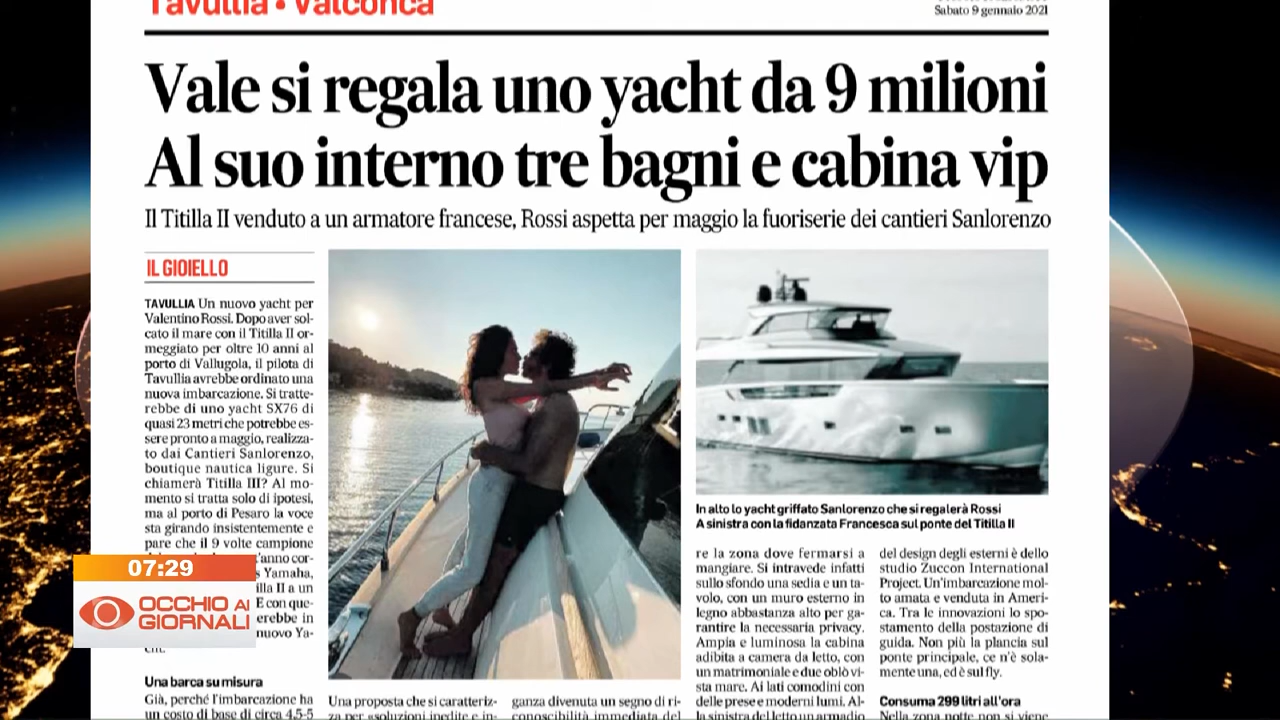 Tavullia • Valconca
Sabato 9 gennaio 2021
Vale si regala uno yacht da 9 milioni
Al suo interno tre bagni e cabina vip
Il Titilla II venduto a un armatore francese, Rossi aspetta per maggio la fuoriserie dei cantieri Sanlorenzo
IL GIOIELLO
TAVULLIA Un nuovo yacht per
Valentino Rossi. Dopo aver sol-
cato il mare con il Titilla II or-
meggiato per oltre 10 anni al
porto di Vallugola, il pilota di
Tavullia avrebbe ordinato una
nuova imbarcazione. Si tratte-
rebbe di uno yacht SX76 di
quasi 23 metri che potrebbe es-
sere pronto a maggio, realizza-
to dai Cantieri Sanlorenzo,
boutique nautica ligure. Si
chiamerà Titilla III? Al mo-
mento si tratta solo di ipotesi,
ma al porto di Pesaro la voce
sta girando insistentemente e
pare che il 9 volte campione
'anno cor-
s Yamaha,
illa II a un
E con que-
erebbe in
nuovo Ya-
Una barca su misura
Già, perché l'imbarcazione ha
un costo di base di circa 4,5-5
07:29
OCCHIO AI
GIORNALI
Una proposta che si caratteriz-
za per «soluzioni inedite e in-
ganza divenuta un segno di ri-
conoscibilità immediata del
In alto lo yacht griffato Sanlorenzo che si regalerà Rossi
A sinistra con la fidanzata Francesca sul ponte del Titilla II
re la zona dove fermarsi a
mangiare. Si intravede infatti
sullo sfondo una sedia e un ta-
volo, con un muro esterno in
legno abbastanza alto per ga-
rantire la necessaria privacy.
Ampia e luminosa la cabina
adibita a camera da letto, con
un matrimoniale e due oblò vi-
sta mare. Ai lati comodini con
delle prese e moderni lumi. Al-
la sinistra del letto un armadio
del design degli esterni è dello
studio Zuccon International
Project. Un'imbarcazione mol-
to amata e venduta in Ameri-
ca. Tra le innovazioni lo spo-
stamento della postazione di
guida. Non più la plancia sul
ponte principale, ce n'è sola-
mente una, ed è sul fly.
Consuma 299 litri all'ora
Nella zona notte non si viene